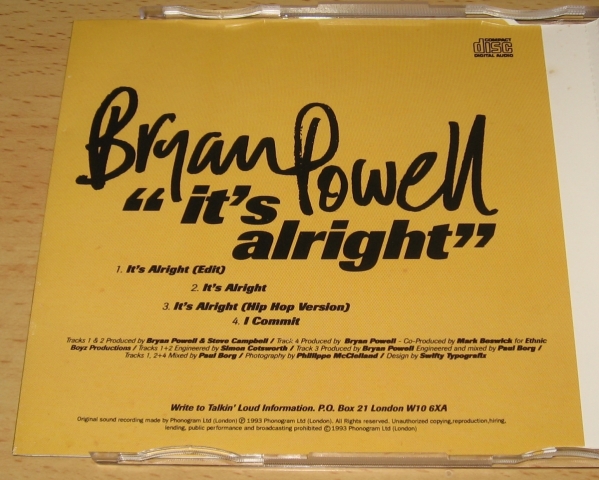 COMPACT
disc
DIGITAL AUDIO
Bryan Powell
“it’s
alright”
1. It's Alright (Edit)
2. It's Alright
3. It's Alright (Hip Hop Version)
4. I Commit
Tracks 1 & 2 Produced by Bryan Powell & Steve Campbell / Track 4 Produced by Bryan Powell - Co-Produced by Mark Beswick for Ethnic
Boyz Productions / Tracks 1+2 Engineered by Simon Cotsworth / Track 3 Produced by Bryan Powell Engineered and mixed by Paul Borg /
Tracks 1, 2+4 Mixed by Paul Borg / Photography by Phillippe McClelland / Design by Swifty Typografix
Write to Talkin' Loud Information. P.O. Box 21 London W10 6XA
Original sound recording made by Phonogram Ltd (London) ℗ 1993 Phonogram Ltd (London). All Rights reserved. Unauthorized copying,reproduction,hiring,
lending, public performance and broadcasting prohibited © 1993 Phonogram Ltd (London)